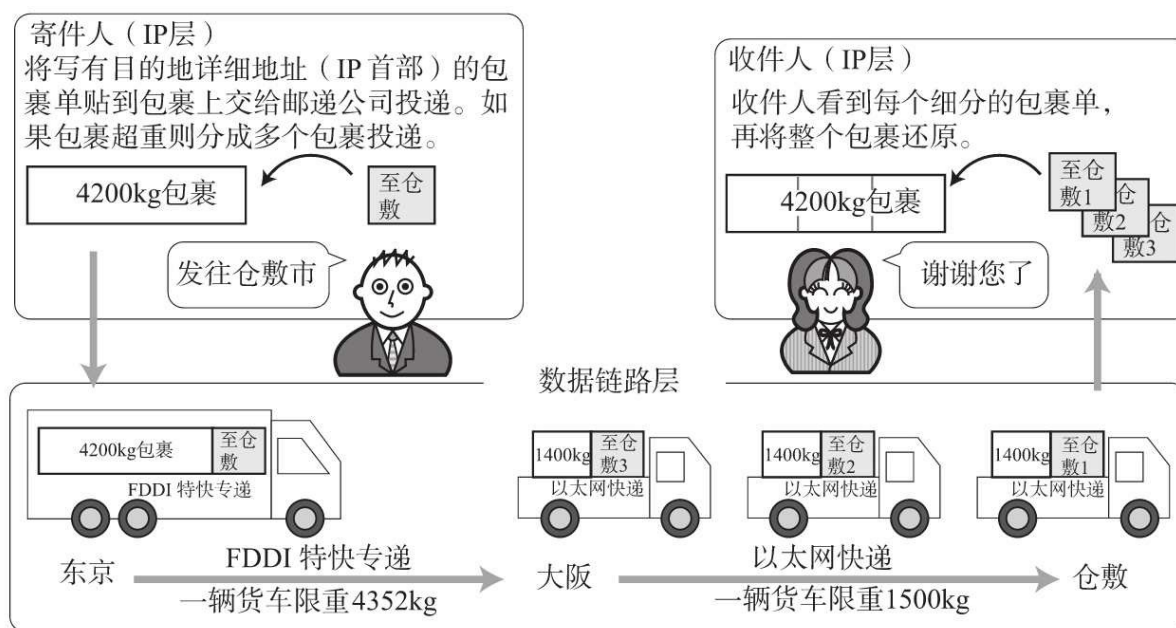 寄件人（IP层）
将写有目的地详细地址（IP 首部）的包
裹单贴到包裹上交给邮递公司投递。如
果包裹超重则分成多个包裹投递。
4200kg包裹
至仓
敷
发往仓敷市
收件人（IP层）
收件人看到每个细分的包裹单，
再将整个包裹还原。
4200kg包裹
至仓
敷1
仓
敷2
仓
敷3
谢谢您了
数据链路层
4200kg包裹
至仓
敷
FDDI 特快专递
1400kg
至仓
敷3
以太网快递
1400kg
至仓
敷2
以太网快递
1400kg
至仓
敷1
以太网快递
东京
FDDI 特快专递
一辆货车限重4352kg
大阪
以太网快递
一辆货车限重1500kg
仓敷